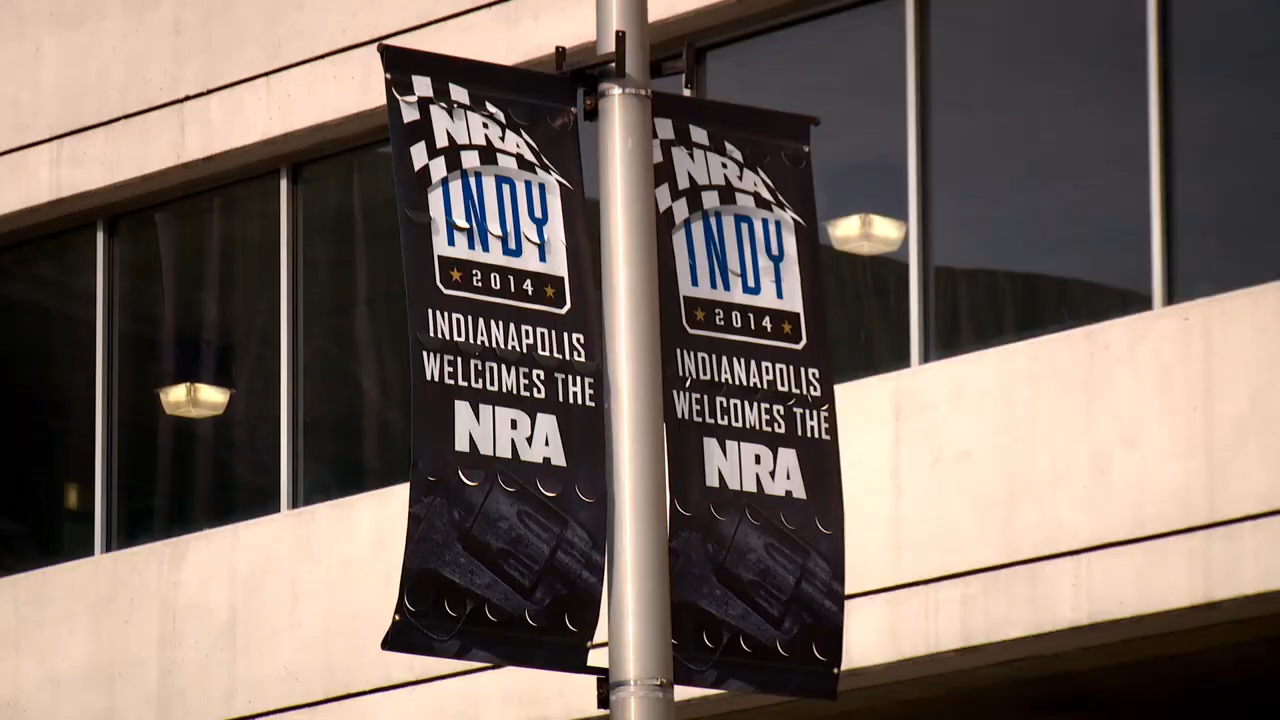 NRA
INDY
2014
INDIANAPOLIS
WELCOMES THE
NRA
NRA
INDY
2014
INDIANAPOLIS
WELCOMES THE
NRA